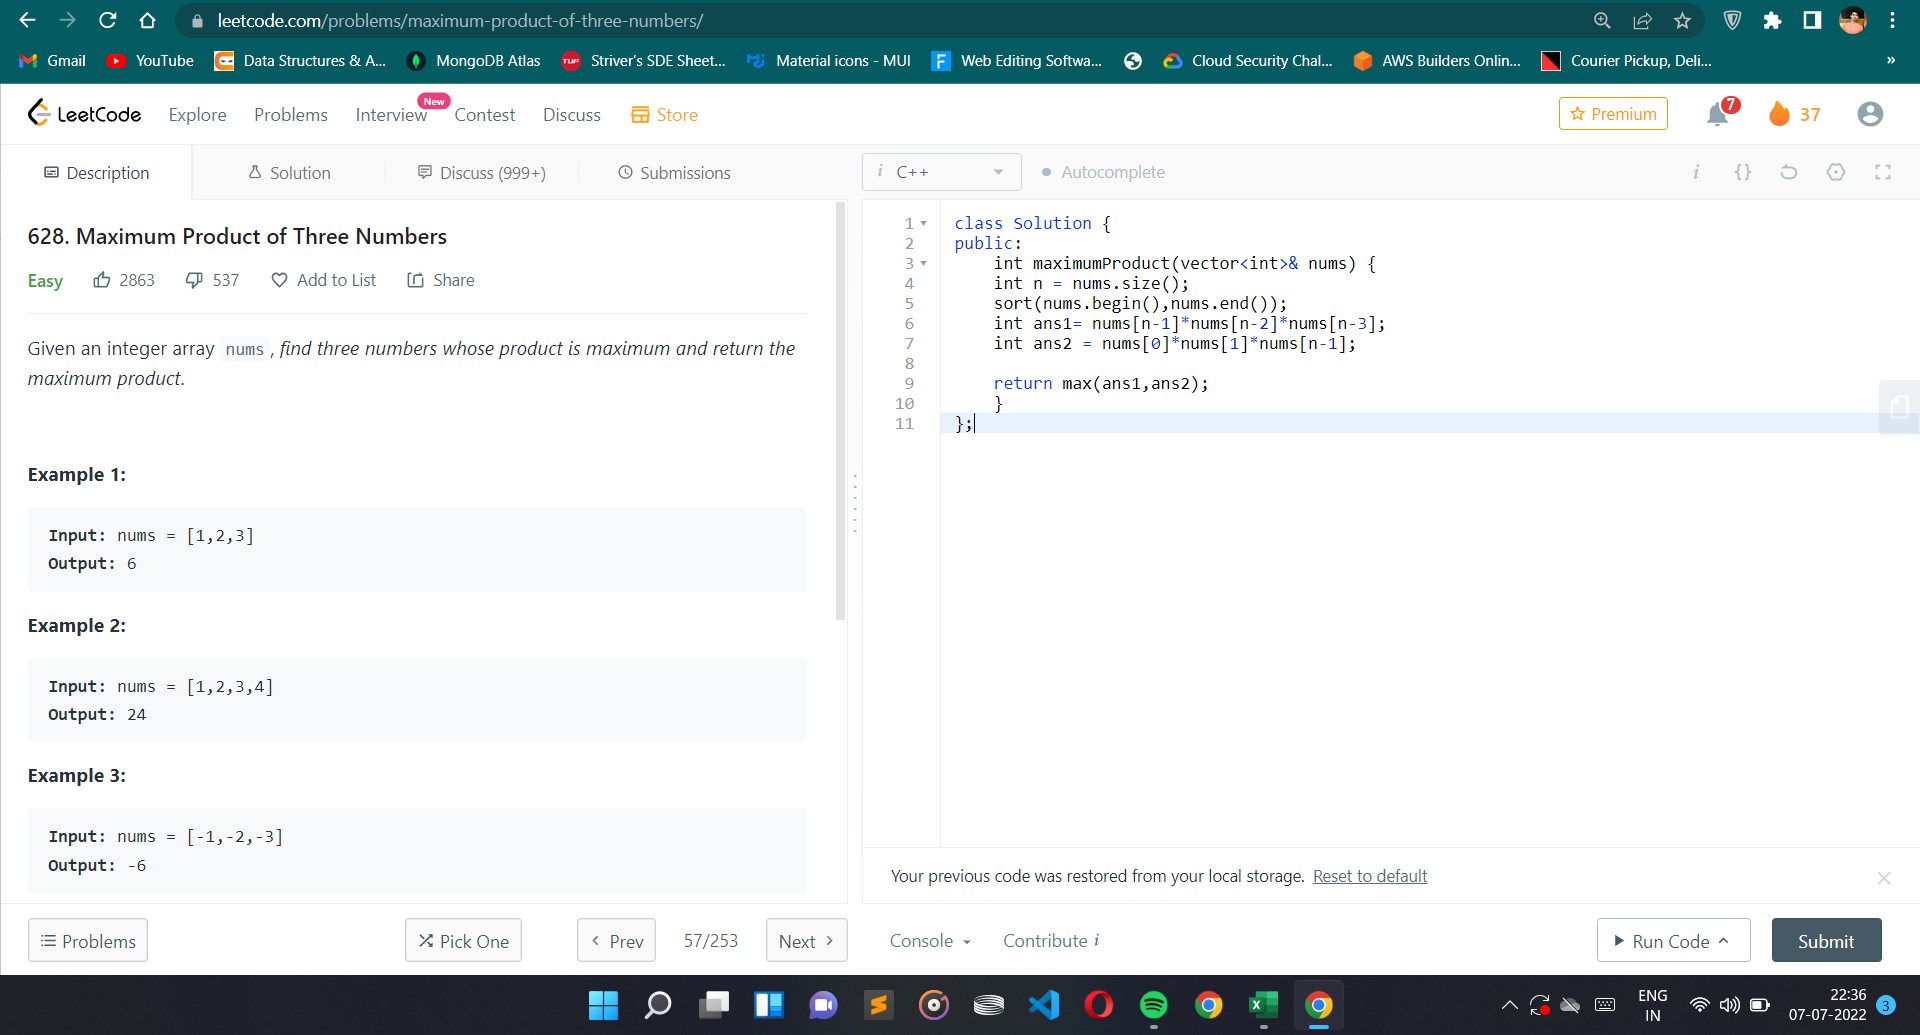 leetcode.com/problems/maximum-product-of-three-numbers/
Gmail YouTube Data Structures & A... MongoDB Atlas TUF Striver's SDE Sheet... Material icons - MUI F Web Editing Softwa... Cloud Security Chal... AWS Builders Onlin... Courier Pickup, Deli... »
LeetCode Explore Problems Interview New Contest Discuss Store Premium 7 37
Description Solution Discuss (999+) Submissions
i C++ Autocomplete i {}
628. Maximum Product of Three Numbers
Easy 2863 537 Add to List Share
Given an integer array nums, find three numbers whose product is maximum and return the
maximum product.
Example 1:
Input: nums = [1,2,3]
Output: 6
Example 2:
Input: nums = [1,2,3,4]
Output: 24
Example 3:
Input: nums = [-1,-2,-3]
Output: -6
1 class Solution {
2 public:
3 int maximumProduct(vector<int>& nums) {
4 int n = nums.size();
5 sort(nums.begin(),nums.end());
6 int ans1= nums[n-1]*nums[n-2]*nums[n-3];
7 int ans2 = nums[0]*nums[1]*nums[n-1];
8
9 return max(ans1,ans2);
10 }
11 };
Your previous code was restored from your local storage. Reset to default
Problems Pick One < Prev 57/253 Next >
Console Contribute i Run Code Submit
ENG
IN
22:36
07-07-2022
3